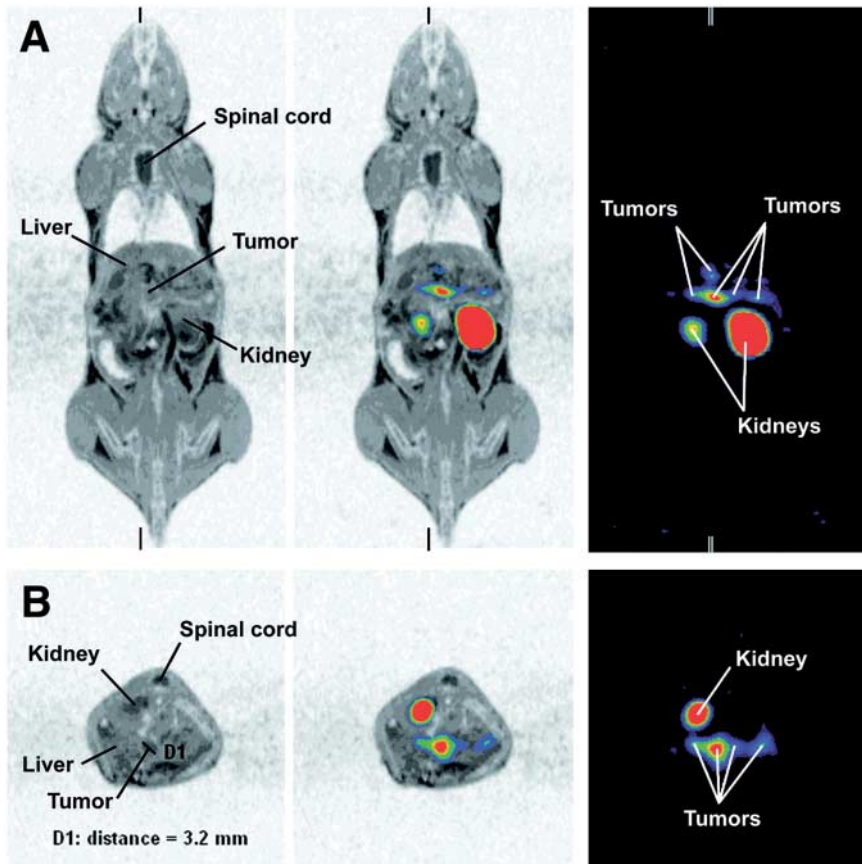 A
Spinal cord
Liver
Tumor
Kidney
Tumors
Tumors
Kidneys
B
Spinal cord
Kidney
D1
Liver
Tumor
D1: distance = 3.2 mm
Kidney
Tumors